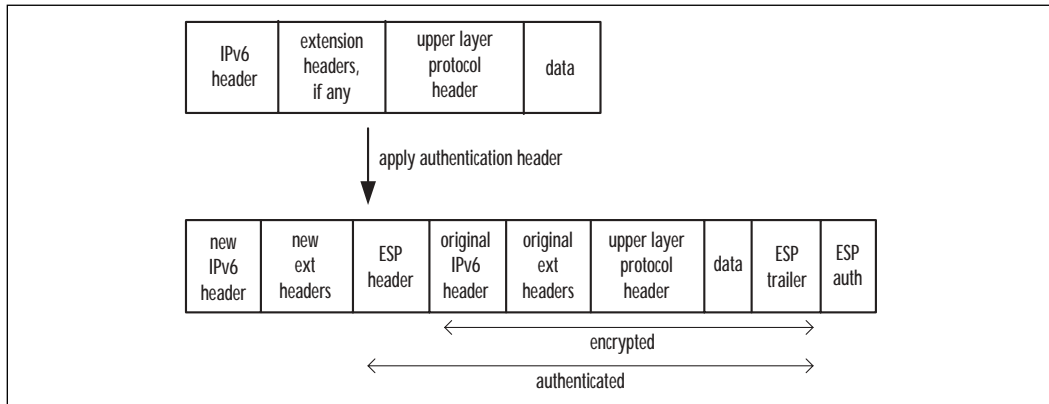 IPv6
header
extension
headers,
if any
upper layer
protocol
header
data
apply authentication header
new
IPv6
header
new
ext
headers
ESP
header
original
IPv6
header
original
ext
headers
upper layer
protocol
header
data
ESP
trailer
ESP
auth
encrypted
authenticated